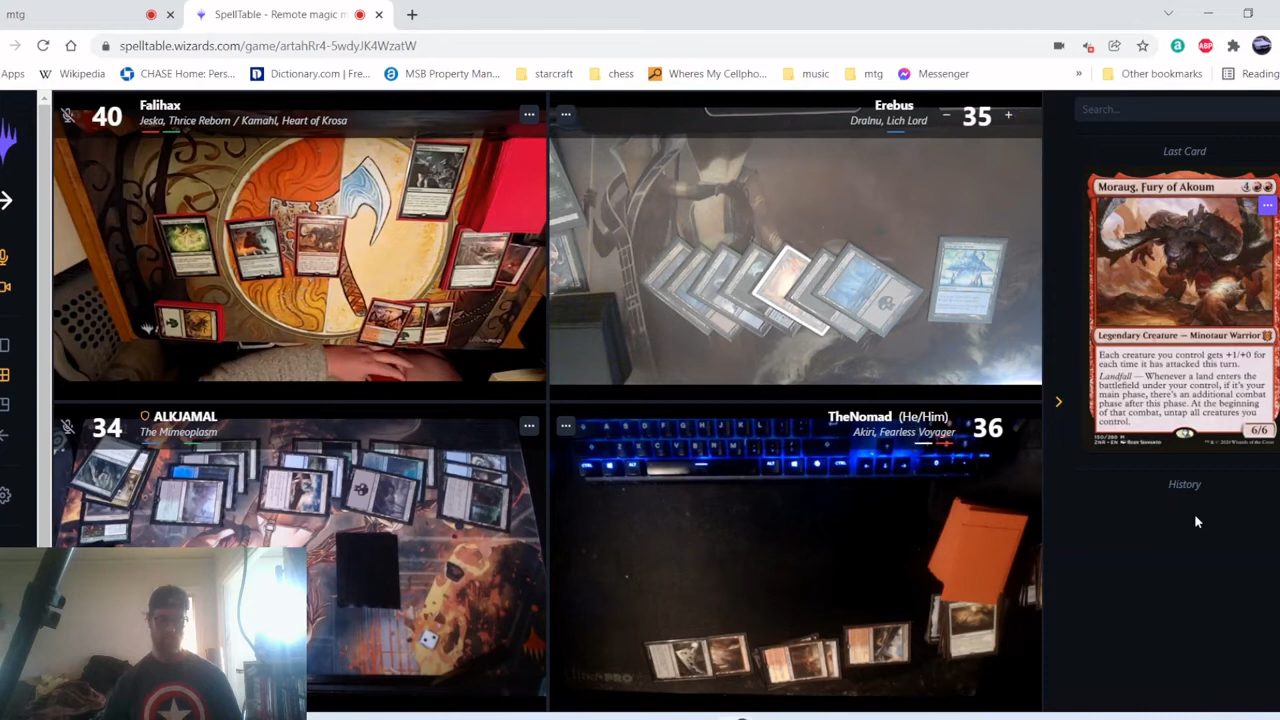 mtg
SpellTable - Remote magic m
spelltable.wizards.com/game/artahRr4-5wdyJK4WzatW
Apps
Wikipedia
CHASE Home Pers...
Dictionary.com | Fre...
MSB Property Man...
starcraft
chess
Wheres My Cellpho...
music
mtg
Messenger
»
Other bookmarks
Reading
40
Falihax
Jeska, Thrice Reborn / Kamahl, Heart of Krosa
Erebus
Dralnu, Lich Lord
− 35 +
Search...
Last Card
Moraug, Fury of Akoum
4
Legendary Creature — Minotaur Warrior
Each creature you control gets +1/+0 for
each time it has attacked this turn.
Landfall — Whenever a land enters the
battlefield under your control, if it's your
main phase, there's an additional combat
phase after this phase. At the beginning
of that combat, untap all creatures you
control.
6/6
History
34
ALKJAMAL
The Mimeoplasm
TheNomad (He/Him)
Akiri, Fearless Voyager
36